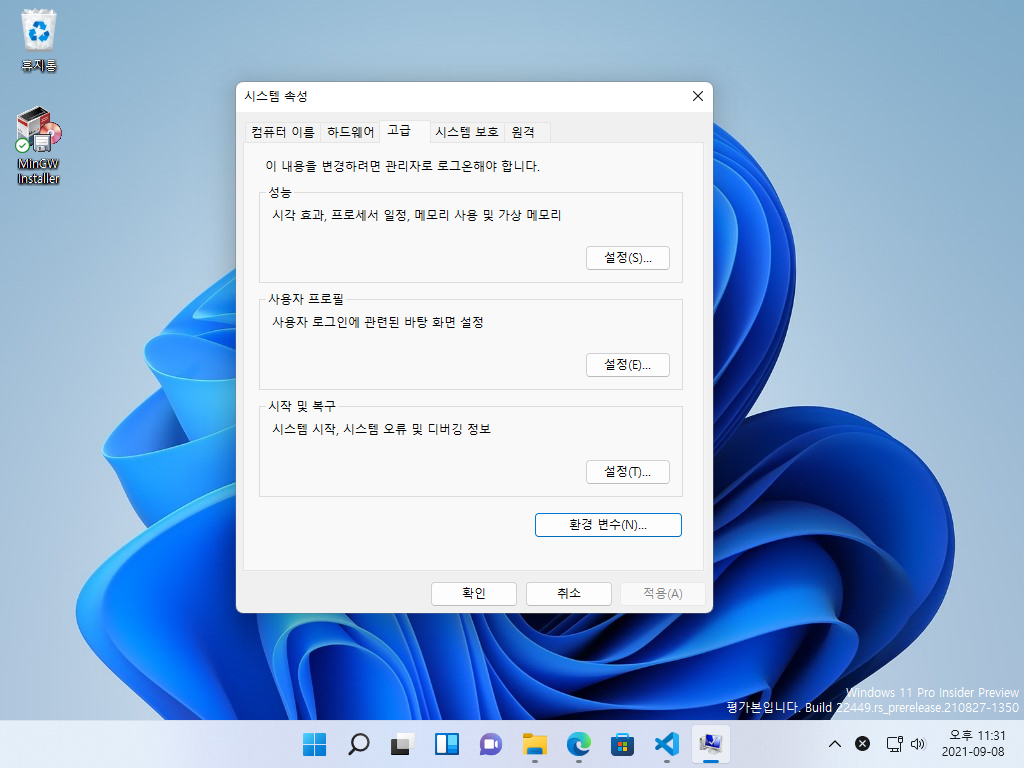 휴지통
MinGW
Installer
시스템 속성
컴퓨터 이름 하드웨어 고급 시스템 보호 원격
이 내용을 변경하려면 관리자로 로그온해야 합니다.
성능
시각 효과, 프로세서 일정, 메모리 사용 및 가상 메모리
설정(S)...
사용자 프로필
사용자 로그인에 관련된 바탕 화면 설정
설정(E)...
시작 및 복구
시스템 시작, 시스템 오류 및 디버깅 정보
설정(T)...
환경 변수(N)...
확인 취소 적용(A)
Windows 11 Pro Insider Preview
평가본입니다. Build 22449.rs_prerelease.210827-1350
오후 11:31
2021-09-08